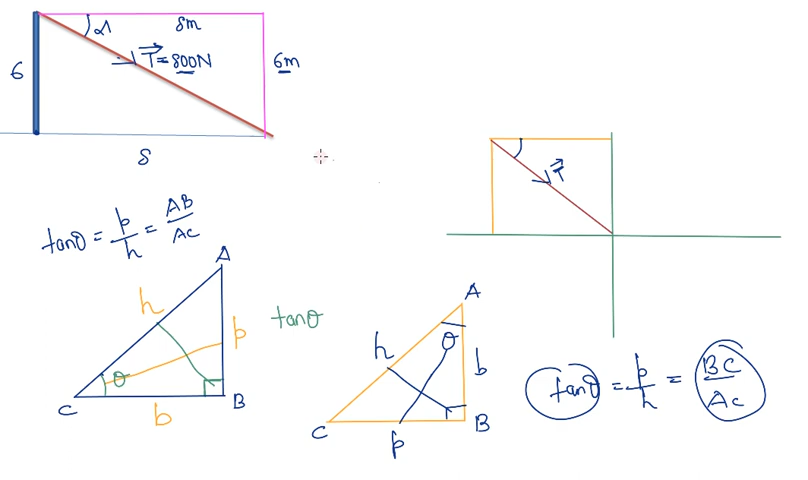 8m
α
T⃗ = 800N
6m
6
8
T⃗
tanθ = p/h = AB/AC
A
h
p
θ
C
b
B
tanθ
A
θ
h
b
C
p
B
tanθ = p/h = BC/AC